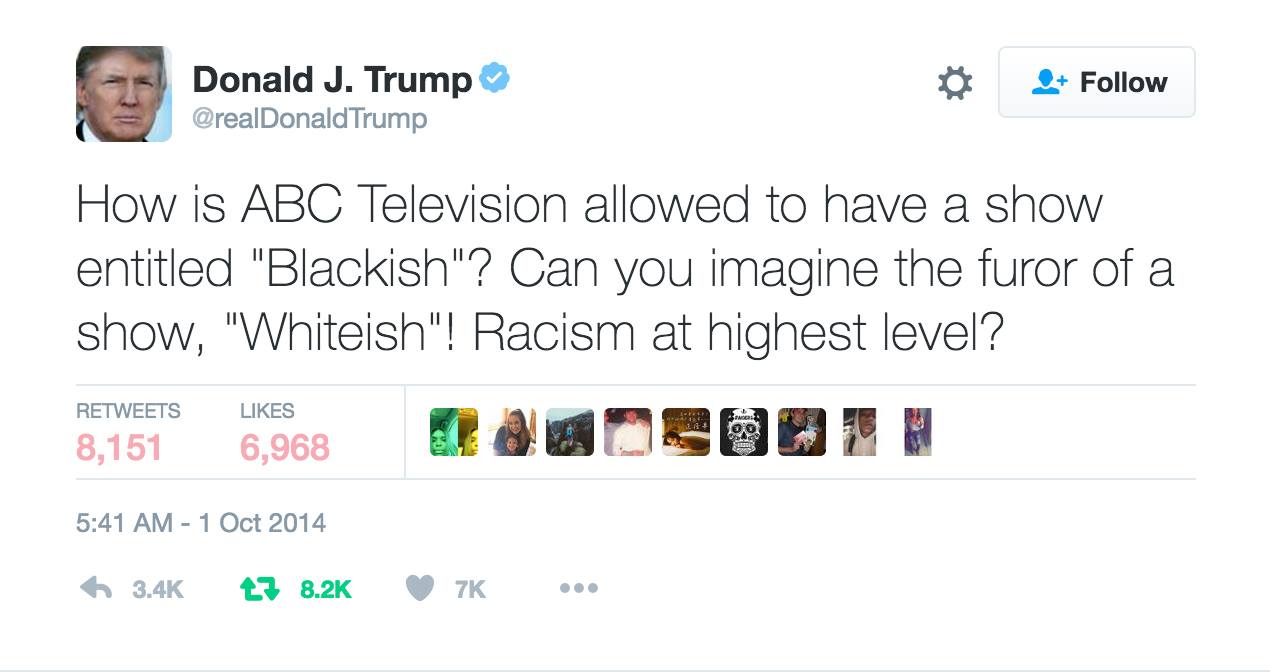 Donald J. Trump
@realDonaldTrump
Follow
How is ABC Television allowed to have a show
entitled "Blackish"? Can you imagine the furor of a
show, "Whiteish"! Racism at highest level?
RETWEETS LIKES
8,151 6,968
5:41 AM - 1 Oct 2014
3.4K 8.2K 7K